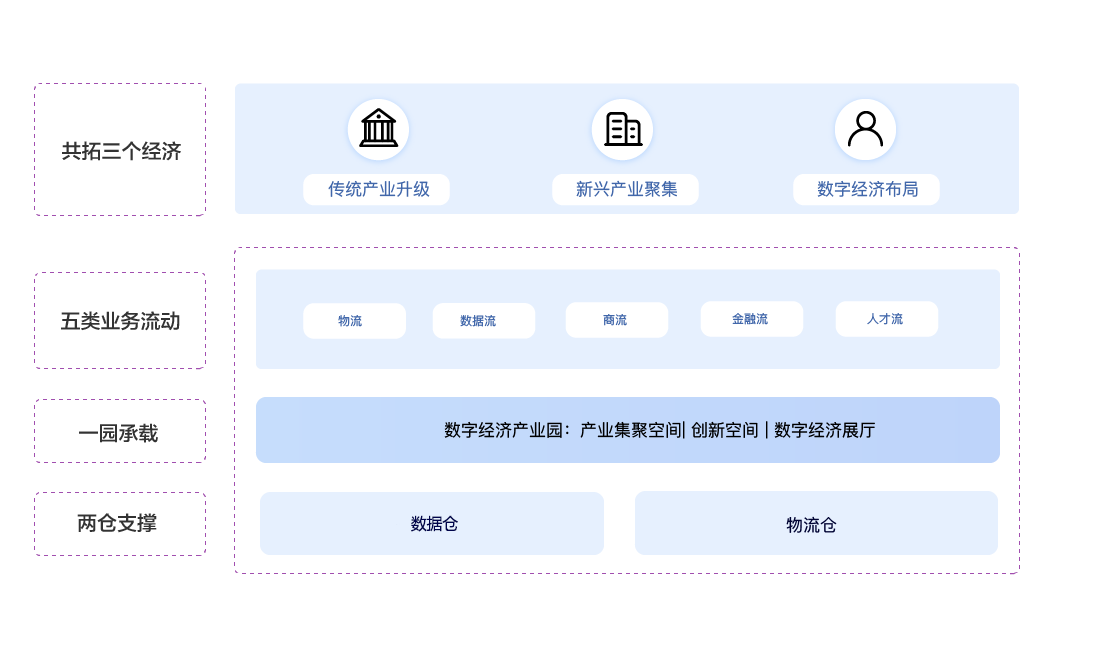 共拓三个经济
传统产业升级
新兴产业聚集
数字经济布局
五类业务流动
物流
数据流
商流
金融流
人才流
一园承载
数字经济产业园：产业集聚空间| 创新空间 | 数字经济展厅
两仓支撑
数据仓
物流仓